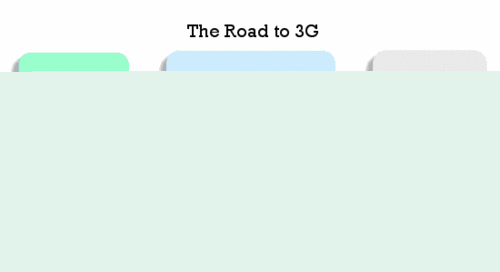 The Road to 3G